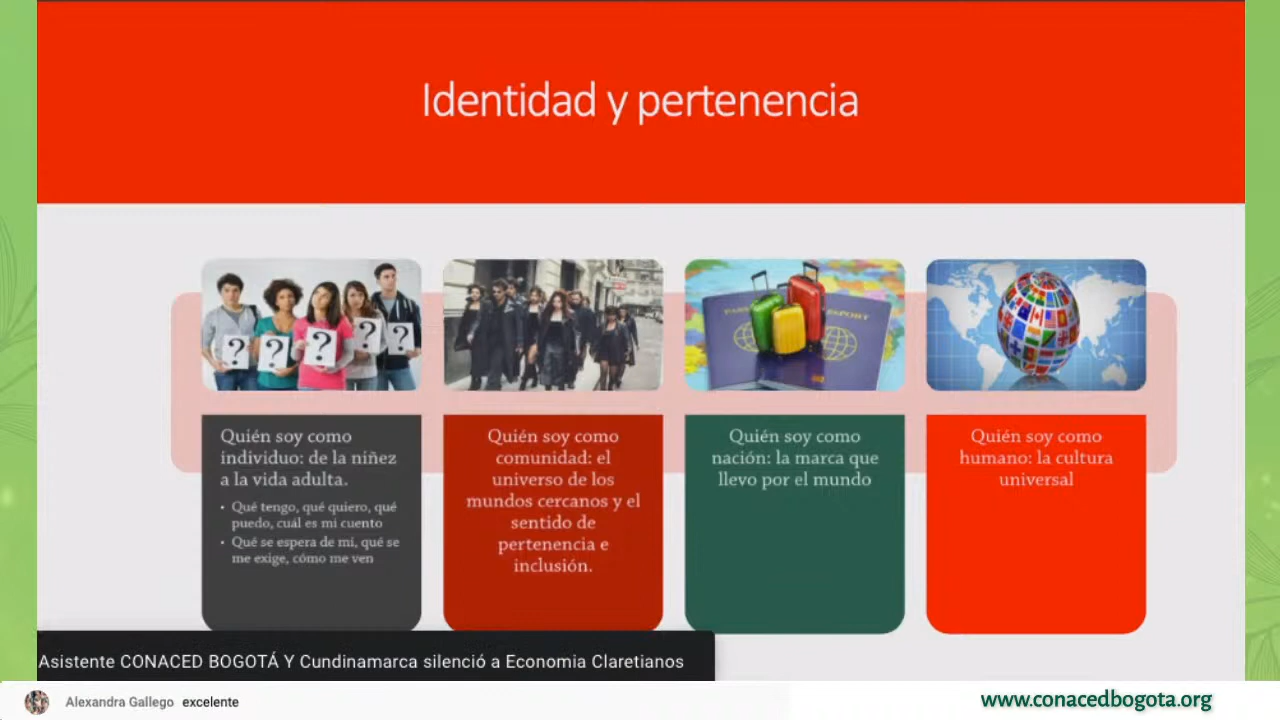 Identidad y pertenencia
? ? ? ? ?
PASSPORT
Quién soy como
individuo: de la niñez
a la vida adulta.
• Qué tengo, qué quiero, qué
puedo, cuál es mi cuento
• Qué se espera de mi, qué se
me exige, cómo me ven
Quién soy como
comunidad: el
universo de los
mundos cercanos y el
sentido de
pertenencia e
inclusión.
Quién soy como
nación: la marca que
llevo por el mundo
Quién soy como
humano: la cultura
universal
Asistente CONACED BOGOTÁ Y Cundinamarca silenció a Economia Claretianos
Alexandra Gallego excelente
www.conacedbogota.org